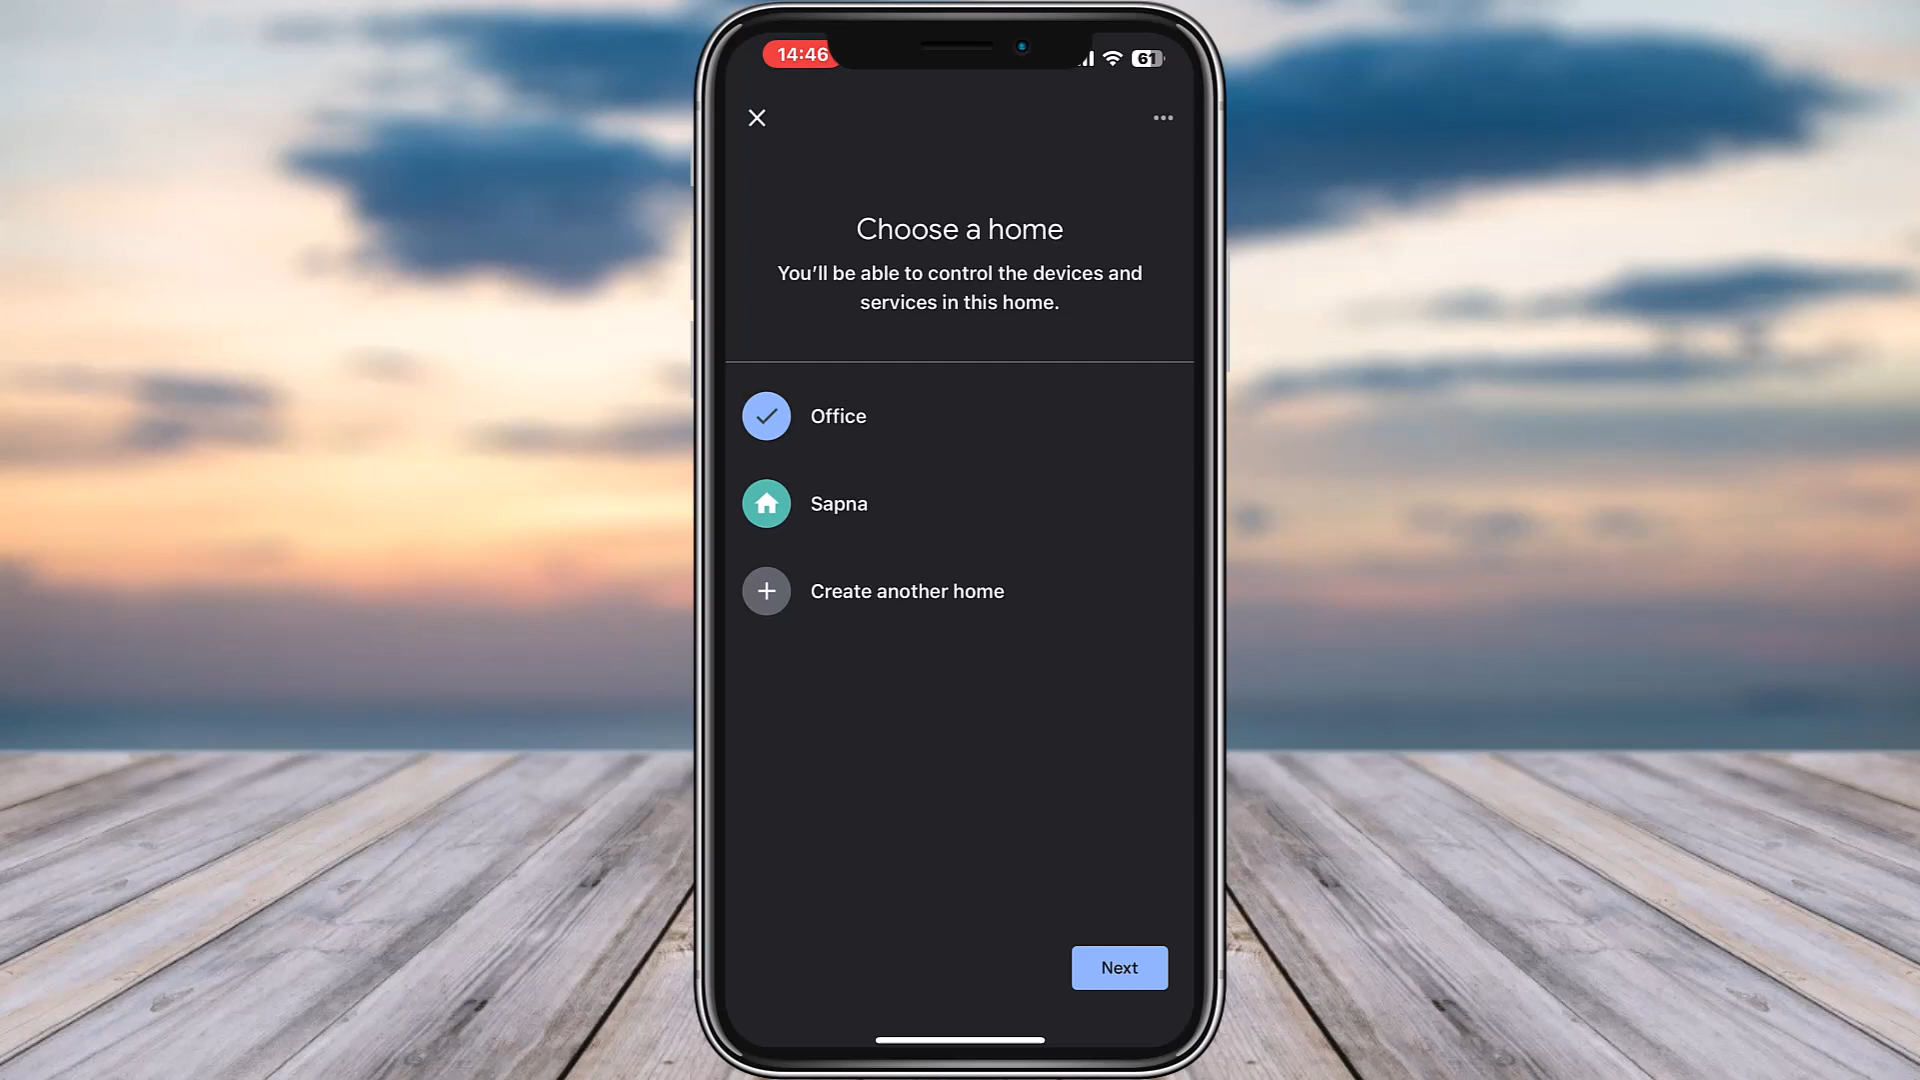 14:46
61
Choose a home
You'll be able to control the devices and
services in this home.
Office
Sapna
Create another home
Next